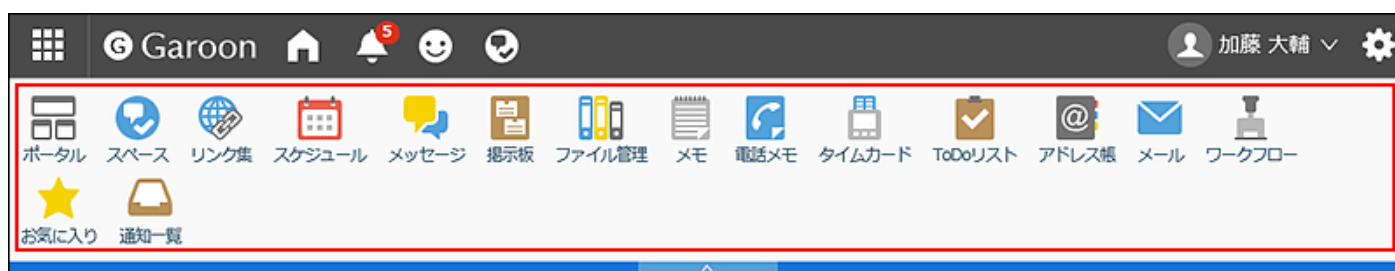 G Garoon 5 加藤 大輔
ポータル スペース リンク集 スケジュール メッセージ 掲示板 ファイル管理 メモ 電話メモ タイムカード ToDoリスト アドレス帳 メール ワークフロー
お気に入り 通知一覧